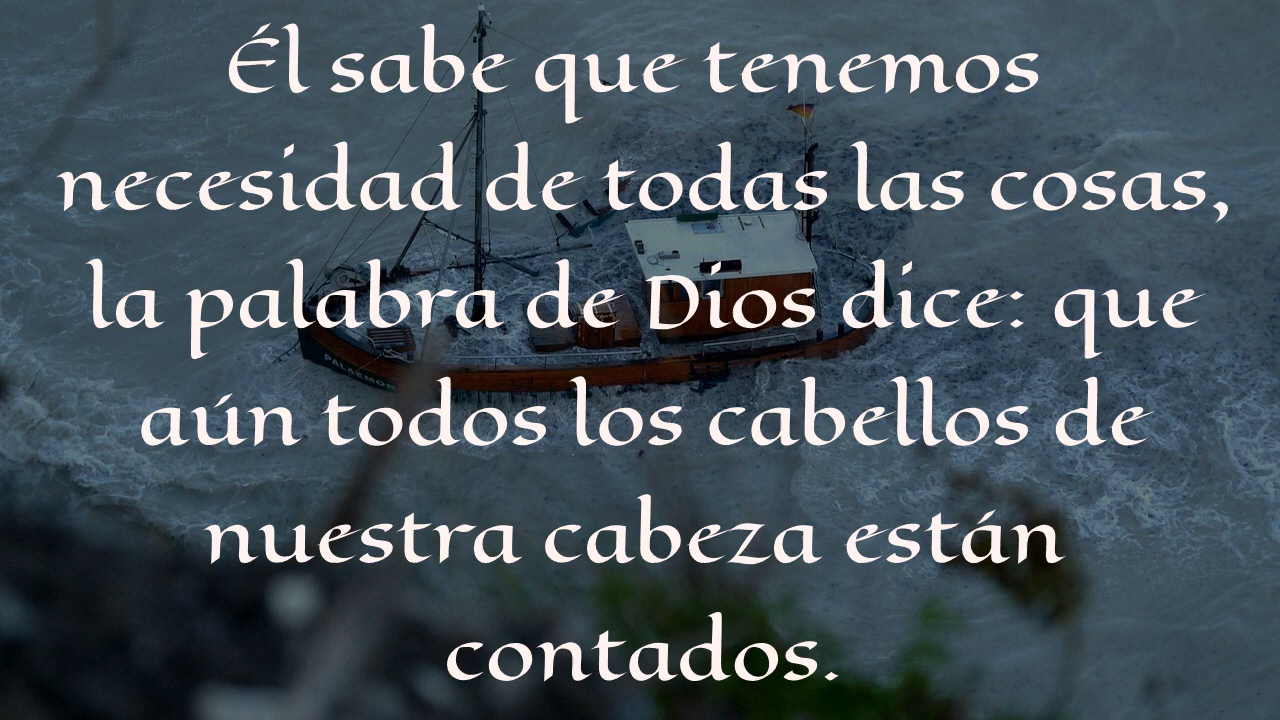 Él sabe que tenemos
necesidad de todas las cosas,
la palabra de Dios dice: que
aún todos los cabellos de
nuestra cabeza están
contados.